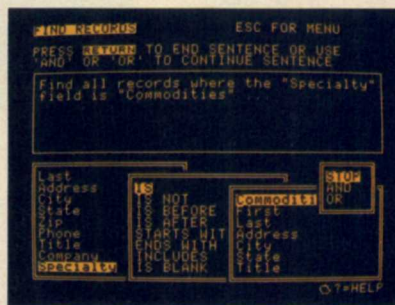 FIND RECORDS
ESC FOR MENU
PRESS RETURN TO END SENTENCE OR USE
'AND' OR 'OR' TO CONTINUE SENTENCE
Find all records where the "Specialty"
field is "Commodities" ...
Last
Address
City
State
Zip
Phone
Title
Company
Specialty
IS
IS NOT
IS BEFORE
IS AFTER
STARTS WIT
ENDS WITH
INCLUDES
IS BLANK
Commoditi
First
Last
Address
City
State
Title
STOP
AND
OR
?=HELP